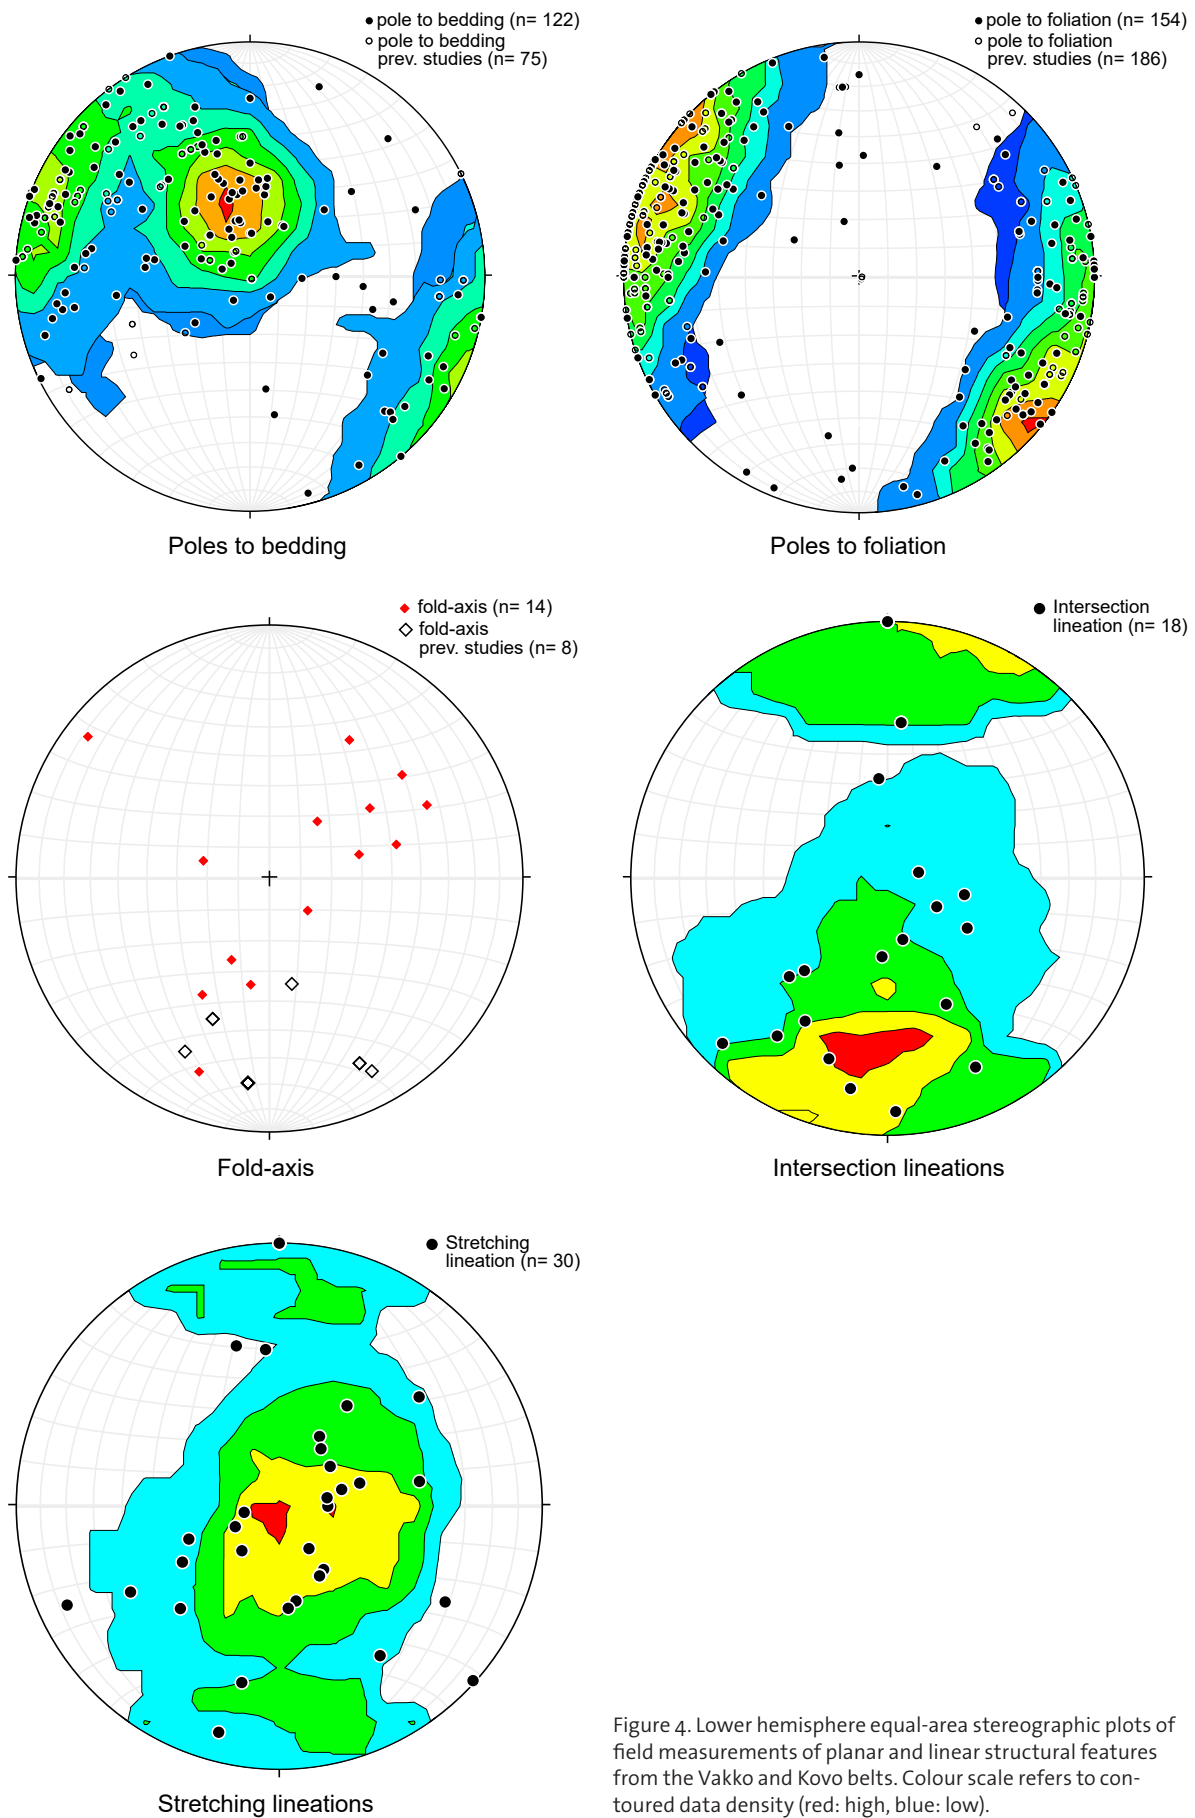 pole to bedding (n= 122)
pole to bedding
prev. studies (n= 75)
pole to foliation (n= 154)
pole to foliation
prev. studies (n= 186)
Poles to bedding
Poles to foliation
fold-axis (n= 14)
fold-axis
prev. studies (n= 8)
Intersection
lineation (n= 18)
Fold-axis
Intersection lineations
Stretching
lineation (n= 30)
Stretching lineations
Figure 4. Lower hemisphere equal-area stereographic plots of
field measurements of planar and linear structural features
from the Vakko and Kovo belts. Colour scale refers to con-
toured data density (red: high, blue: low).